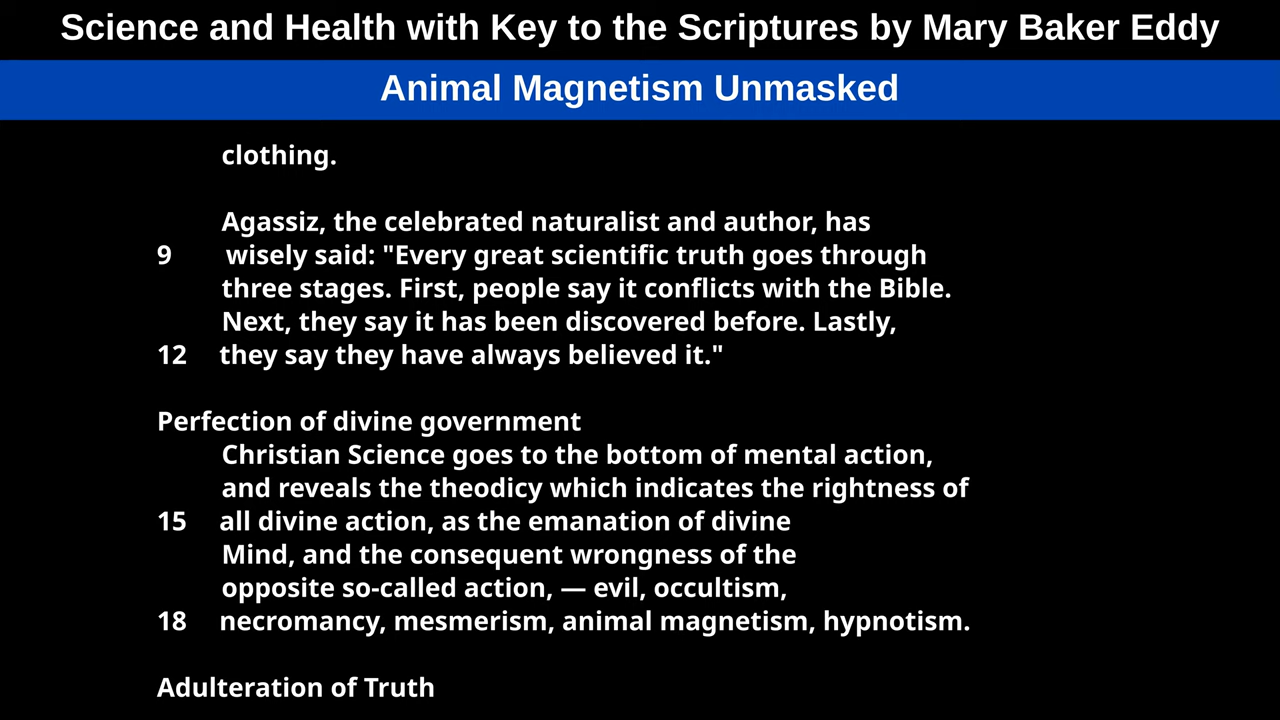 Science and Health with Key to the Scriptures by Mary Baker Eddy
Animal Magnetism Unmasked
clothing.
Agassiz, the celebrated naturalist and author, has
9 wisely said: "Every great scientific truth goes through
three stages. First, people say it conflicts with the Bible.
Next, they say it has been discovered before. Lastly,
12 they say they have always believed it."
Perfection of divine government
Christian Science goes to the bottom of mental action,
and reveals the theodicy which indicates the rightness of
15 all divine action, as the emanation of divine
Mind, and the consequent wrongness of the
opposite so-called action, — evil, occultism,
18 necromancy, mesmerism, animal magnetism, hypnotism.
Adulteration of Truth